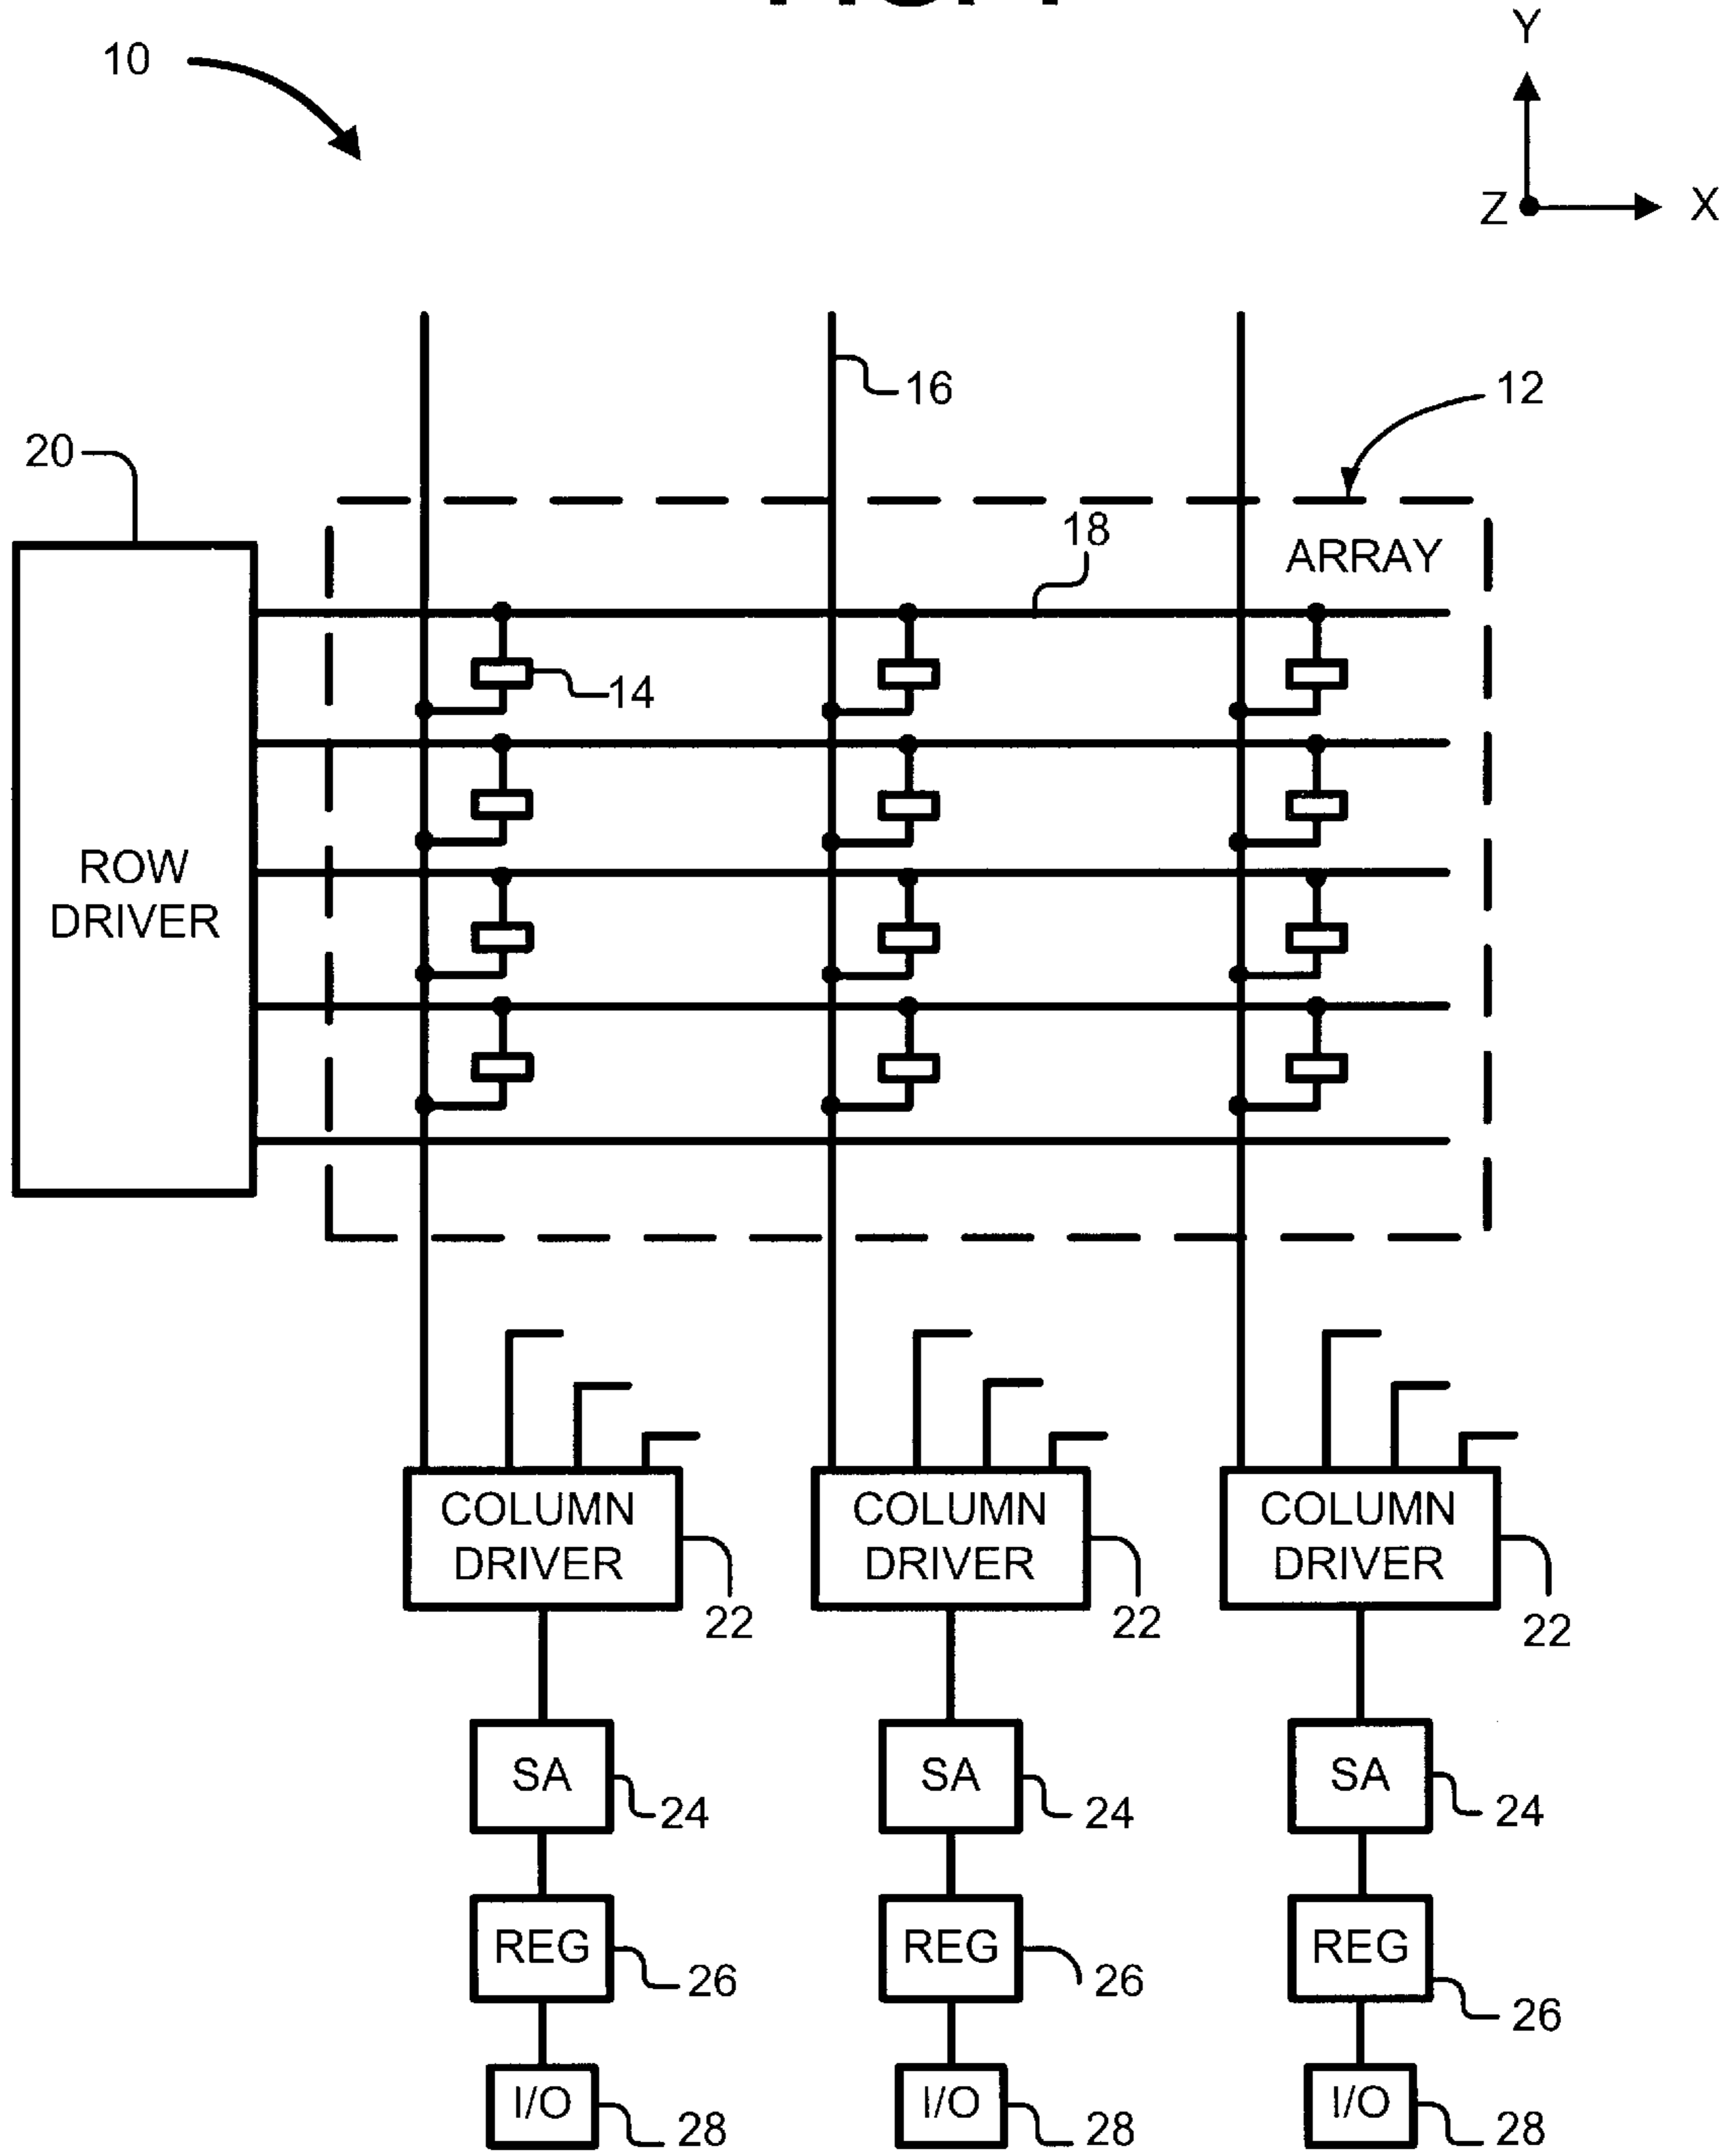 10
Y
Z
X
16
12
20
18
ARRAY
14
ROW
DRIVER
COLUMN
DRIVER
22
COLUMN
DRIVER
22
COLUMN
DRIVER
22
SA
24
SA
24
SA
24
REG
26
REG
26
REG
26
I/O
28
I/O
28
I/O
28